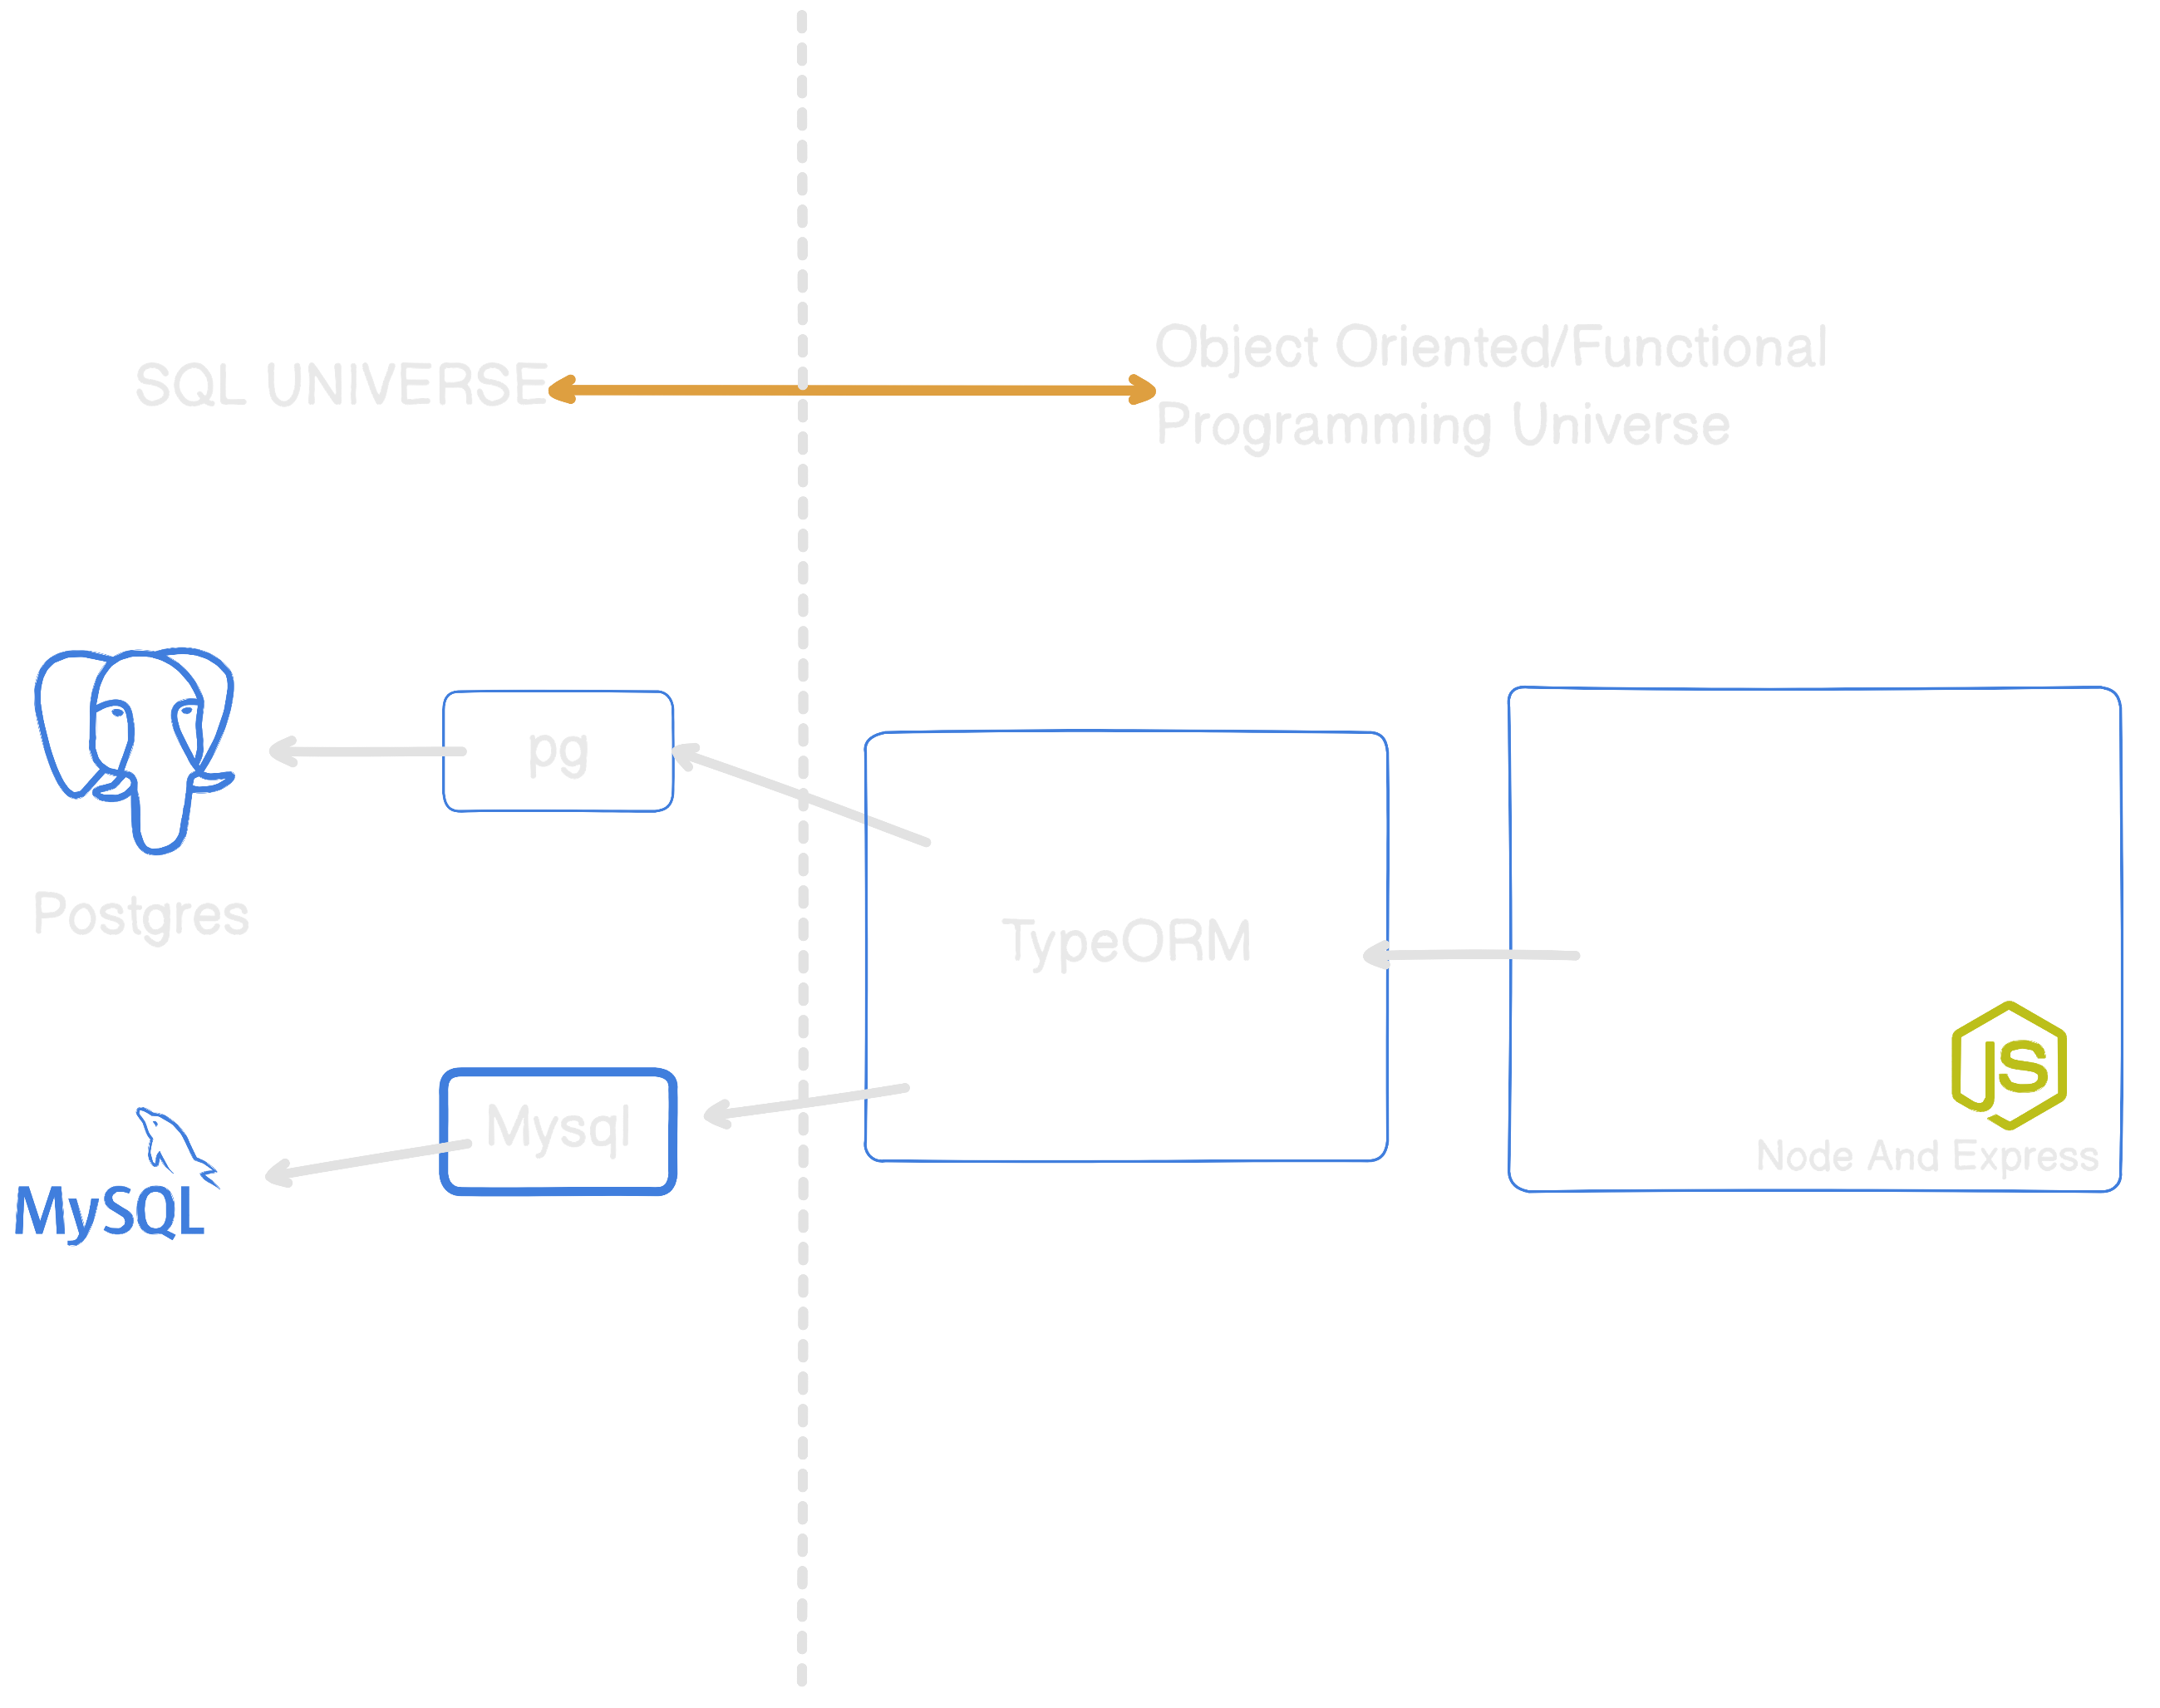 Object Oriented/Functional
Programming Universe
SQL UNIVERSE
pg
Postgres
TypeORM
Mysql
MySQL
JS
Node And Express